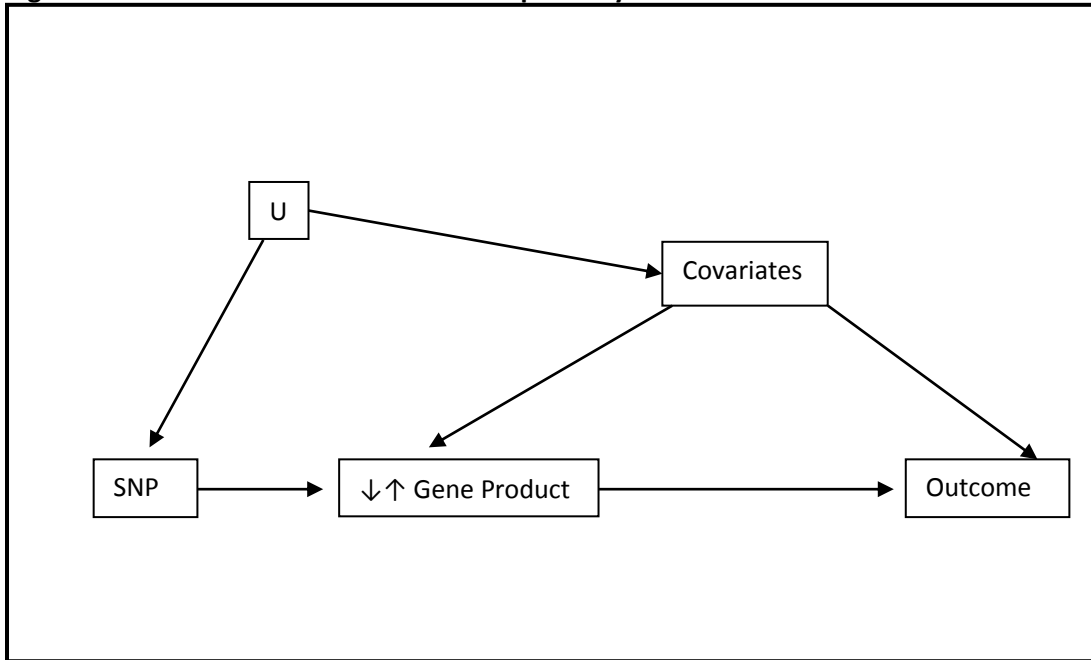 U
Covariates
SNP
↓↑ Gene Product
Outcome